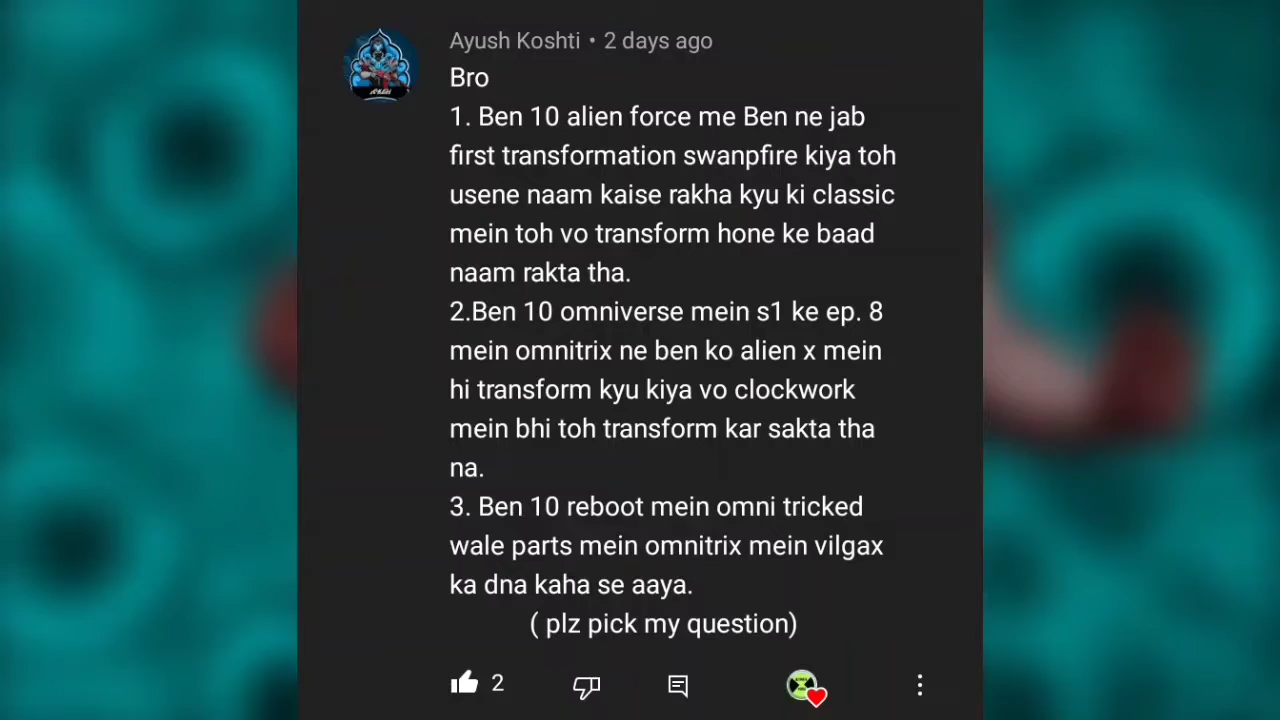 Ayush Koshti • 2 days ago
Bro
1. Ben 10 alien force me Ben ne jab
first transformation swanpfire kiya toh
usene naam kaise rakha kyu ki classic
mein toh vo transform hone ke baad
naam rakta tha.
2.Ben 10 omniverse mein s1 ke ep. 8
mein omnitrix ne ben ko alien x mein
hi transform kyu kiya vo clockwork
mein bhi toh transform kar sakta tha
na.
3. Ben 10 reboot mein omni tricked
wale parts mein omnitrix mein vilgax
ka dna kaha se aaya.
( plz pick my question)
2